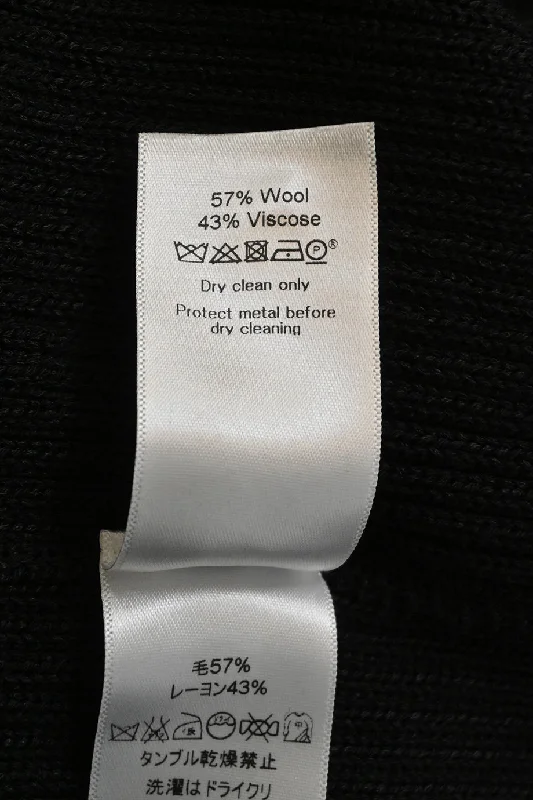 57% Wool
43% Viscose
P ®
Dry clean only
Protect metal before
dry cleaning
毛57%
レーヨン43%
タンブル乾燥禁止
洗濯はドライクリ